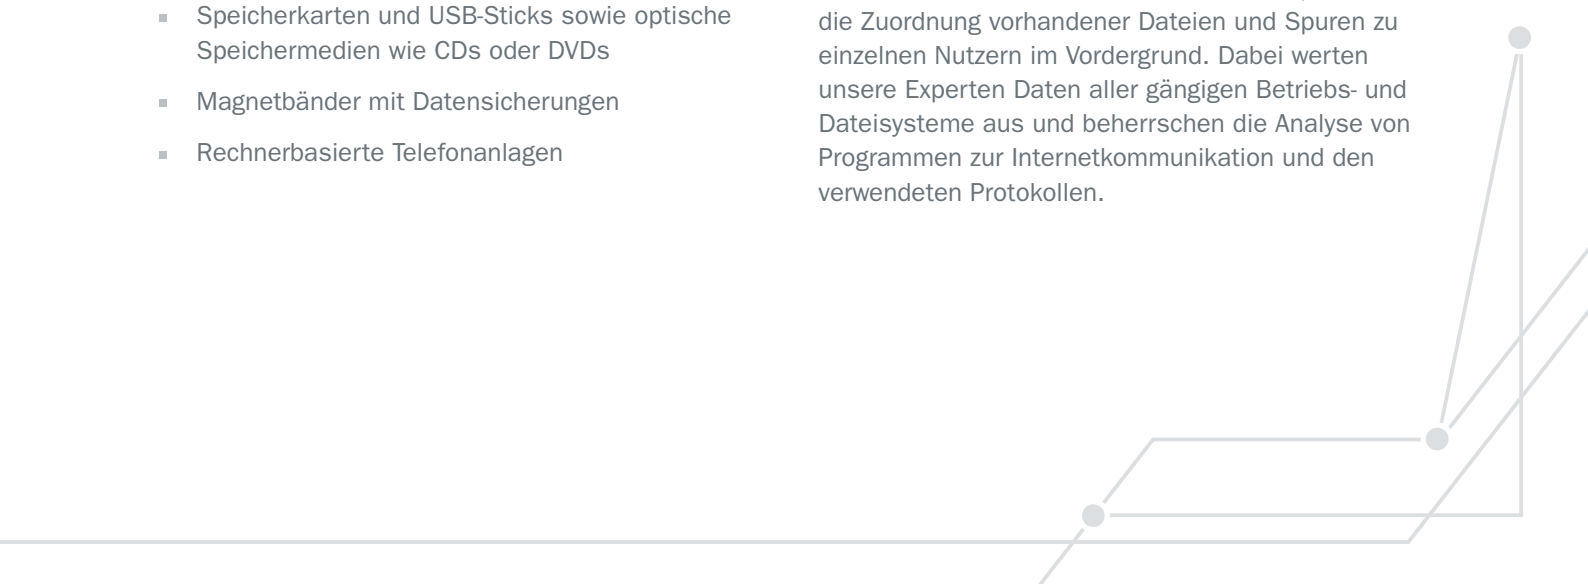 Speicherkarten und USB-Sticks sowie optische
Speichermedien wie CDs oder DVDs
Magnetbänder mit Datensicherungen
Rechnerbasierte Telefonanlagen
die Zuordnung vorhandener Dateien und Spuren zu
einzelnen Nutzern im Vordergrund. Dabei werten
unsere Experten Daten aller gängigen Betriebs- und
Dateisysteme aus und beherrschen die Analyse von
Programmen zur Internetkommunikation und den
verwendeten Protokollen.